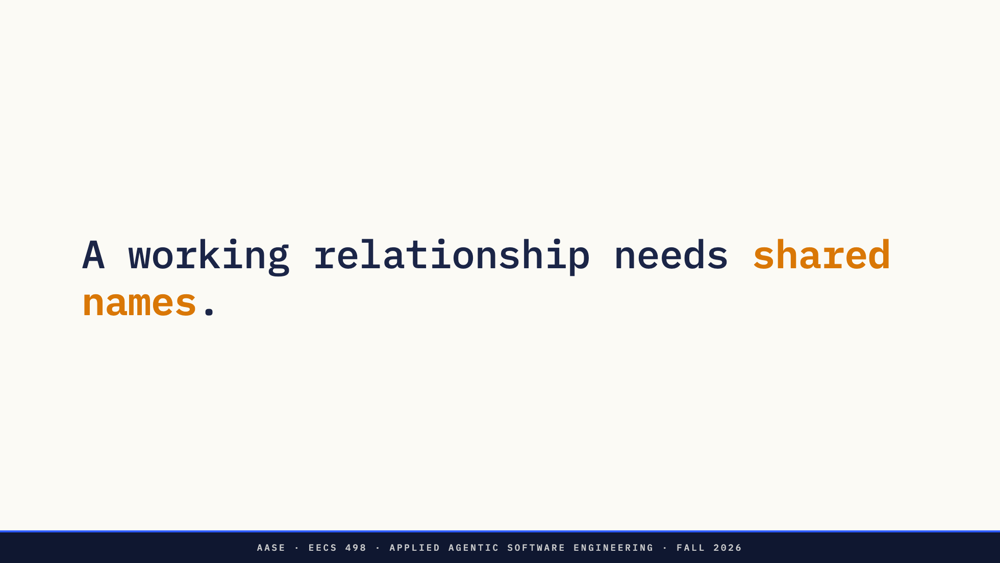 A working relationship needs shared
names.
AASE · EECS 498 · APPLIED AGENTIC SOFTWARE ENGINEERING · FALL 2026